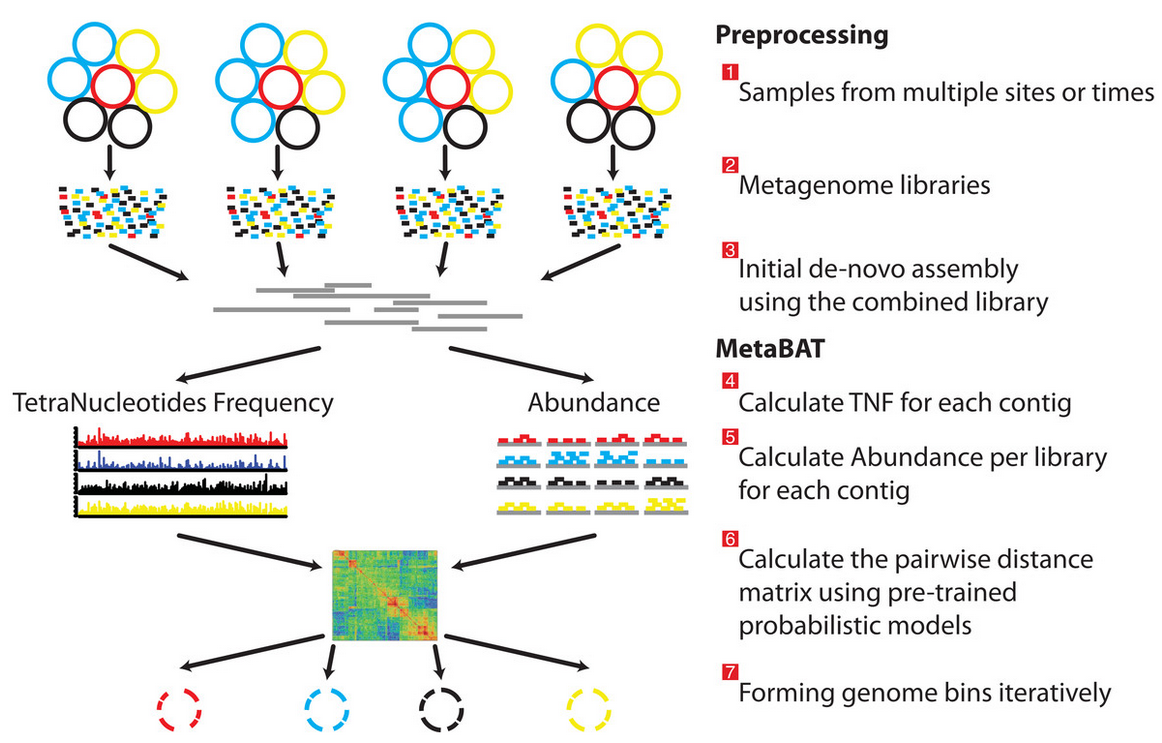 Preprocessing
1
Samples from multiple sites or times
2
Metagenome libraries
3
Initial de-novo assembly
using the combined library
MetaBAT
4
Calculate TNF for each contig
5
Calculate Abundance per library
for each contig
6
Calculate the pairwise distance
matrix using pre-trained
probabilistic models
7
Forming genome bins iteratively
TetraNucleotides Frequency
Abundance